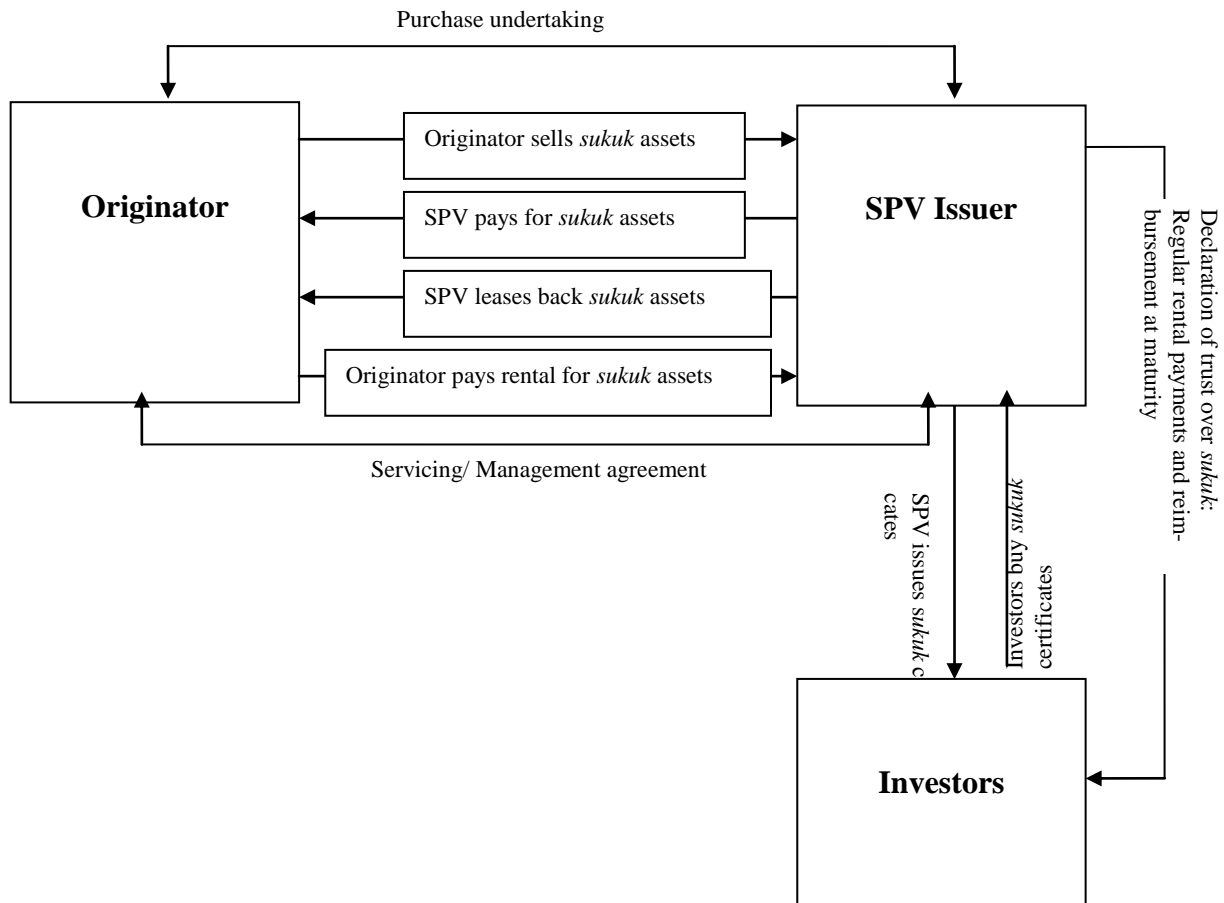 Purchase undertaking
Originator sells sukuk assets
Originator
SPV pays for sukuk assets
SPV Issuer
SPV leases back sukuk assets
Originator pays rental for sukuk assets
Servicing/ Management agreement
Declaration of trust over sukuk:
Regular rental payments and reim-
bursement at maturity
SPV issues sukuk c
cates
Investors buy sukuk
certificates
Investors